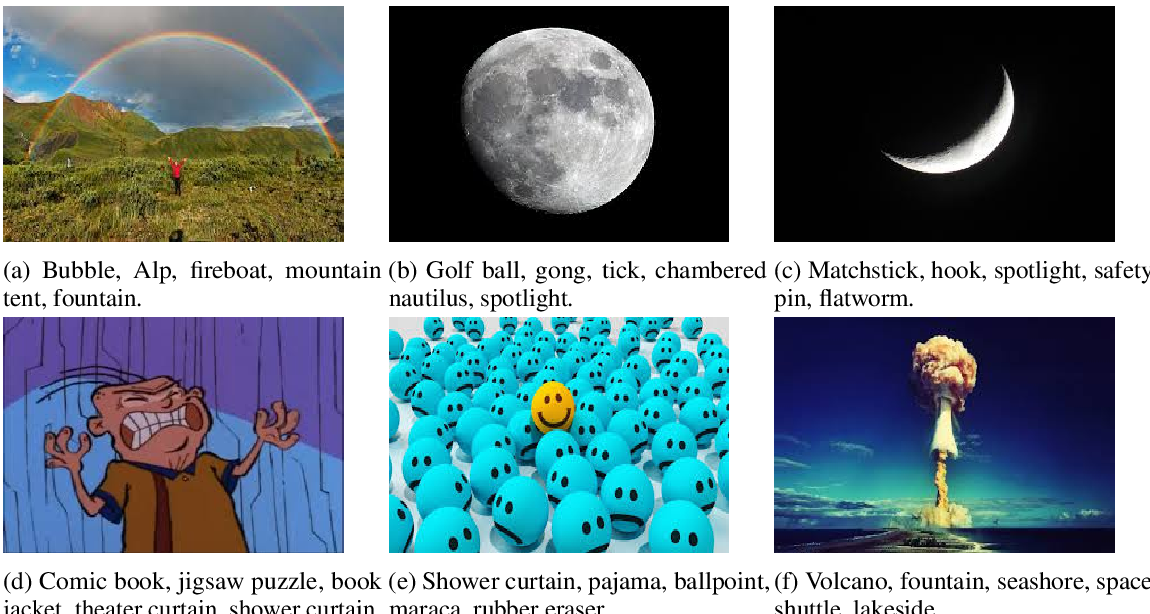 (a) Bubble, Alp, fireboat, mountain
tent, fountain.
(b) Golf ball, gong, tick, chambered
nautilus, spotlight.
(c) Matchstick, hook, spotlight, safety
pin, flatworm.
(d) Comic book, jigsaw puzzle, book
jacket, theater curtain, shower curtain.
(e) Shower curtain, pajama, ballpoint,
maraca, rubber eraser.
(f) Volcano, fountain, seashore, space
shuttle, lakeside.